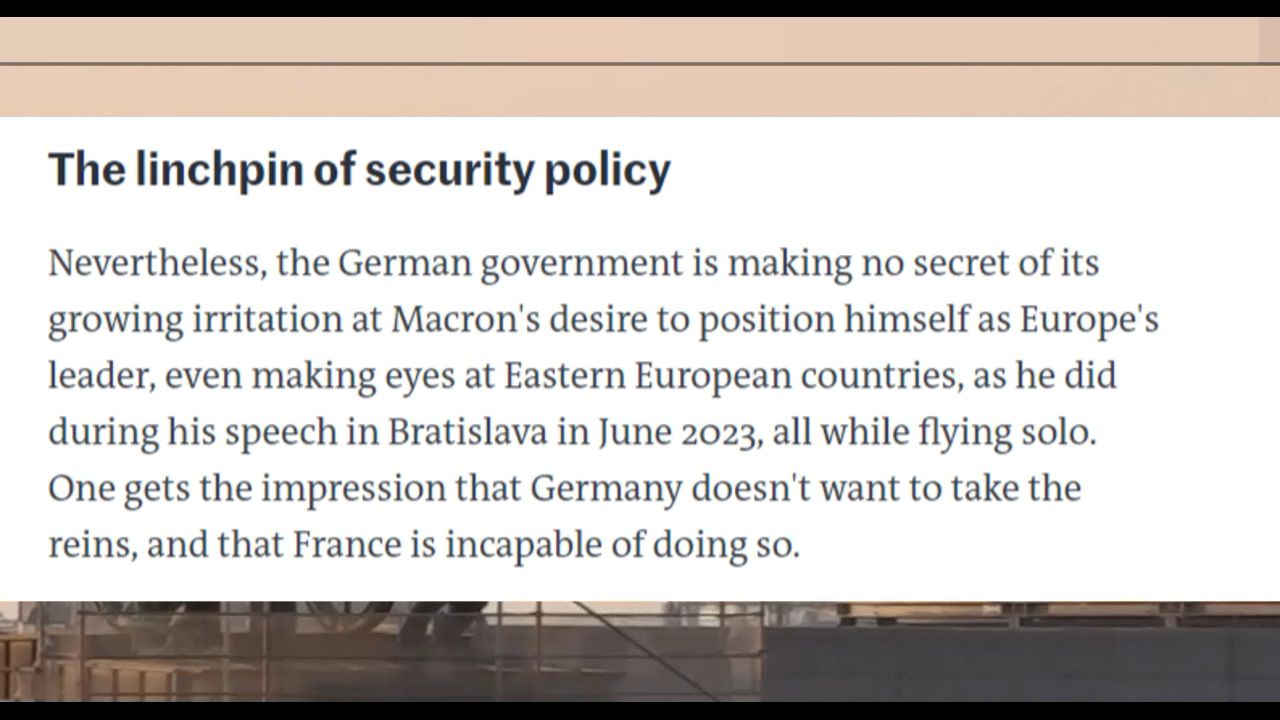 The linchpin of security policy
Nevertheless, the German government is making no secret of its
growing irritation at Macron's desire to position himself as Europe's
leader, even making eyes at Eastern European countries, as he did
during his speech in Bratislava in June 2023, all while flying solo.
One gets the impression that Germany doesn't want to take the
reins, and that France is incapable of doing so.